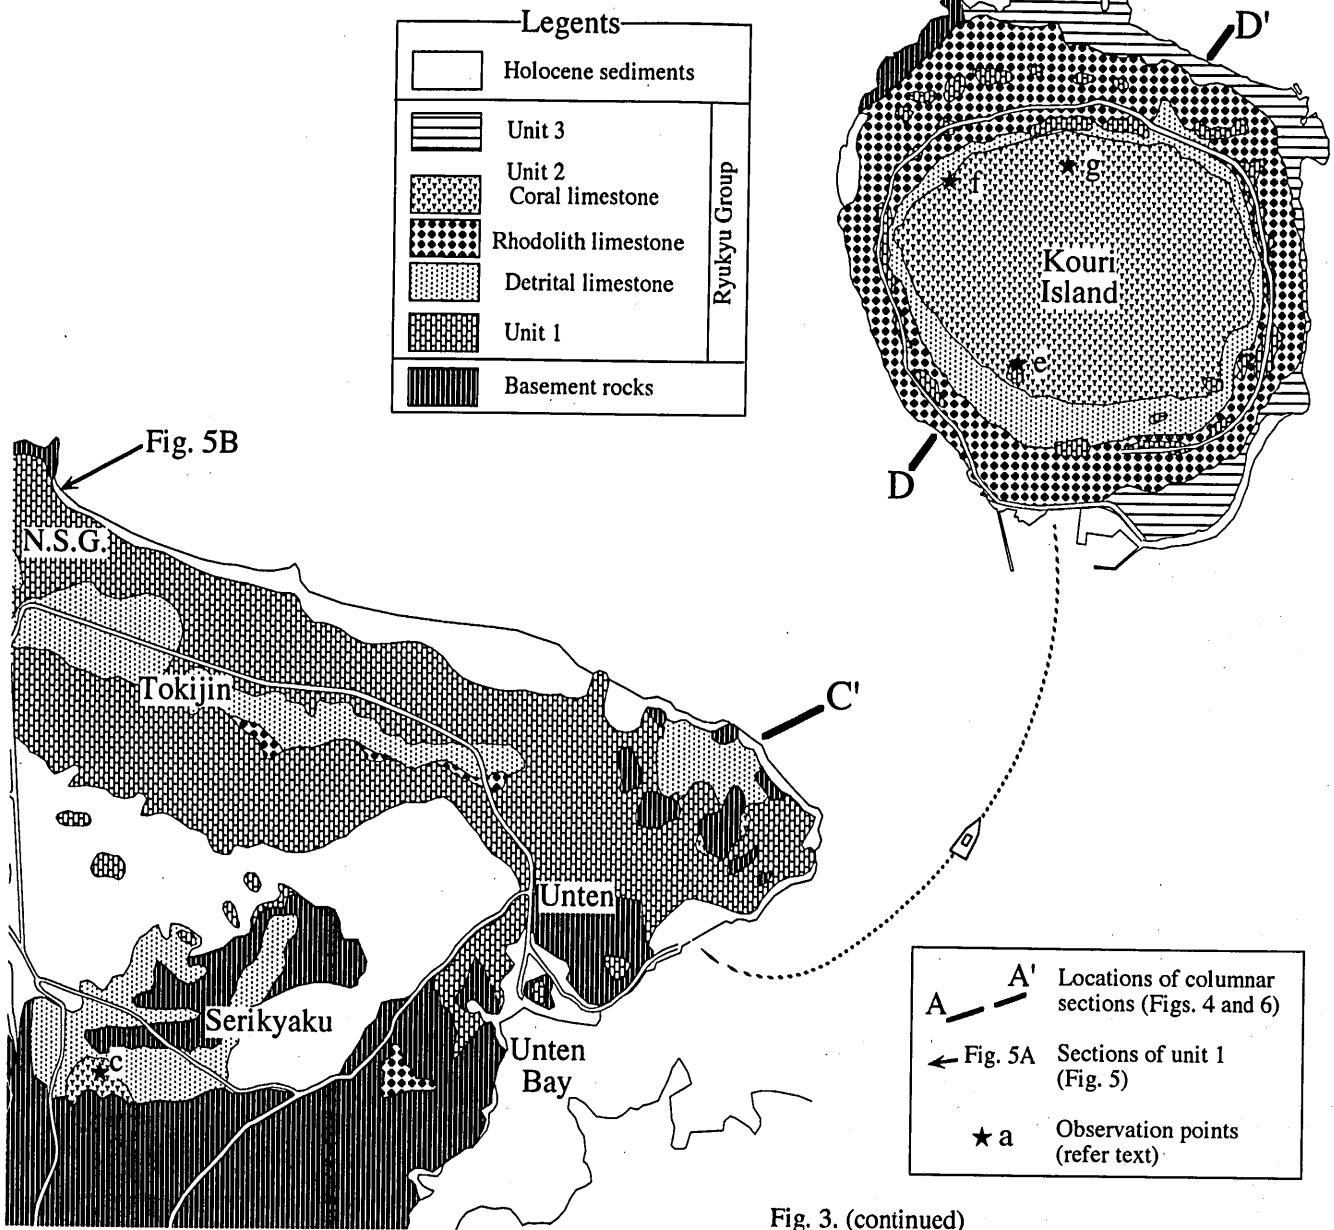 Legents
Holocene sediments
Unit 3
Unit 2
Coral limestone
Rhodolith limestone
Detrital limestone
Unit 1
Basement rocks
Ryukyu Group
D'
f
g
Kouri
Island
e
D
Fig. 5B
N.S.G.
Tokijin
C'
Unten
Serikyaku
c
Unten
Bay
A
A'
Locations of columnar
sections (Figs. 4 and 6)
Fig. 5A
Sections of unit 1
(Fig. 5)
a
Observation points
(refer text)
Fig. 3. (continued)